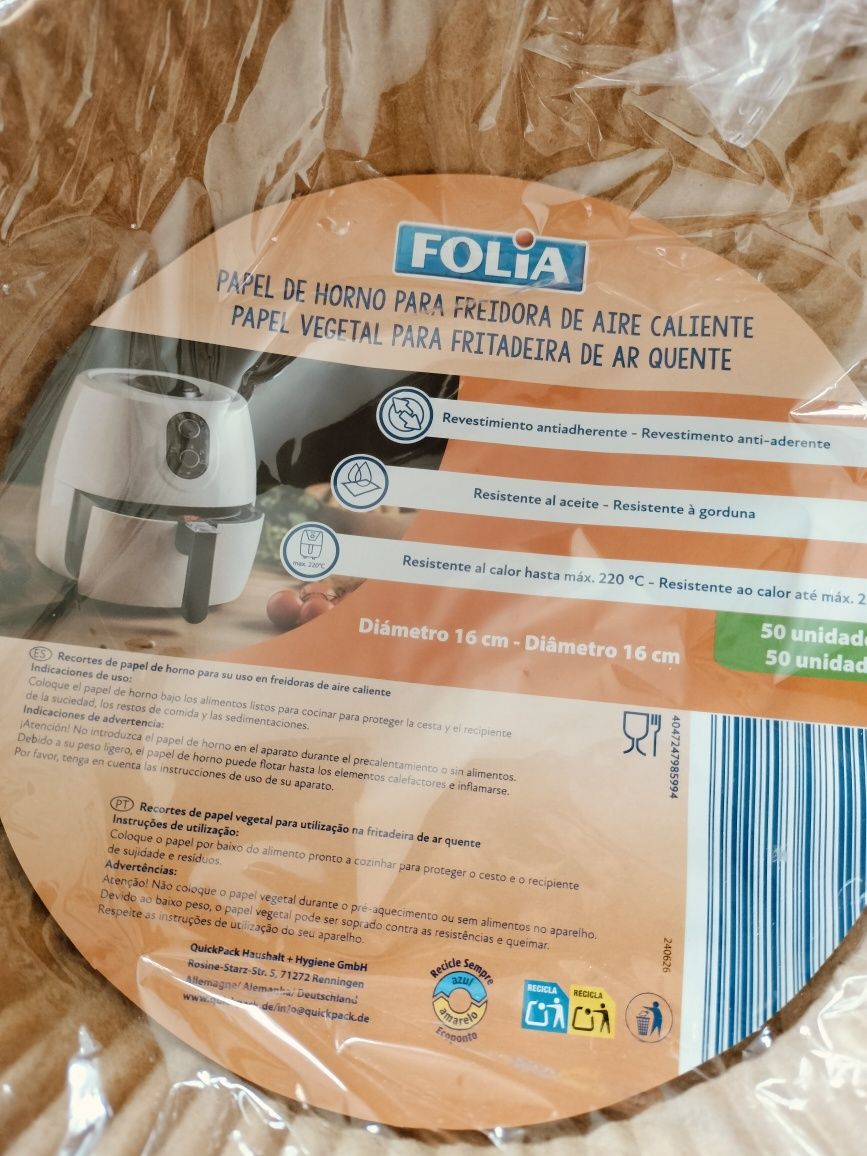 FOLIA
PAPEL DE HORNO PARA FREIDORA DE AIRE CALIENTE
PAPEL VEGETAL PARA FRITADEIRA DE AR QUENTE
Revestimiento antiadherente - Revestimento anti-aderente
Resistente al aceite - Resistente à gorduna
max. 220°C
Resistente al calor hasta máx. 220 °C - Resistente ao calor até máx. 2
Diámetro 16 cm - Diâmetro 16 cm
50 unidade
50 unidad
ES Recortes de papel de horno para su uso en freidoras de aire caliente
Indicaciones de uso:
Coloque el papel de horno bajo los alimentos listos para cocinar para proteger la cesta y el recipiente
de la suciedad, los restos de comida y las sedimentaciones.
Indicaciones de advertencia:
¡Atención! No introduzca el papel de horno en el aparato durante el precalentamiento o sin alimentos.
Debido a su peso ligero, el papel de horno puede flotar hasta los elementos calefactores e inflamarse.
Por favor, tenga en cuenta las instrucciones de uso de su aparato.
4047247985994
PT Recortes de papel vegetal para utilização na fritadeira de ar quente
Instruções de utilização:
Coloque o papel por baixo do alimento pronto a cozinhar para proteger o cesto e o recipiente
de sujidade e resíduos.
Advertências:
Atenção! Não coloque o papel vegetal durante o pré-aquecimento ou sem alimentos no aparelho.
Devido ao baixo peso, o papel vegetal pode ser soprado contra as resistências e queimar.
Respeite as instruções de utilização do seu aparelho.
240626
QuickPack Haushalt + Hygiene GmbH
Rosine-Starz-Str. 5, 71272 Renningen
Allemagne/ Alemanha/ Deutschland
www.quickpack.de/info@quickpack.de
Recicle Sempre
azul
amarelo
Ecoponto
RECICLA
RECICLA